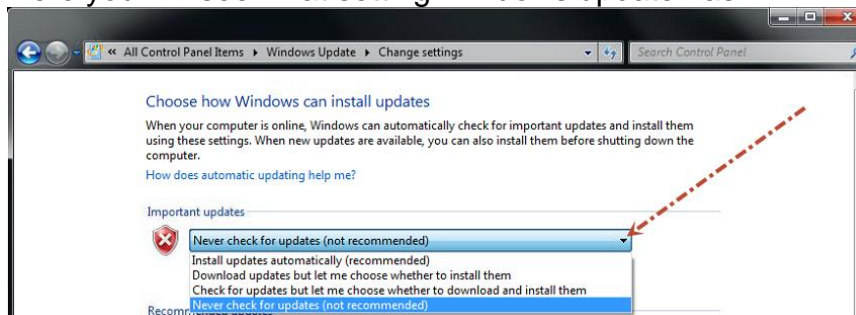 « All Control Panel Items ▸ Windows Update ▸ Change settings
Search Control Panel
Choose how Windows can install updates
When your computer is online, Windows can automatically check for important updates and install them
using these settings. When new updates are available, you can also install them before shutting down the
computer.
How does automatic updating help me?
Important updates
Never check for updates (not recommended)
Install updates automatically (recommended)
Download updates but let me choose whether to install them
Check for updates but let me choose whether to download and install them
Never check for updates (not recommended)